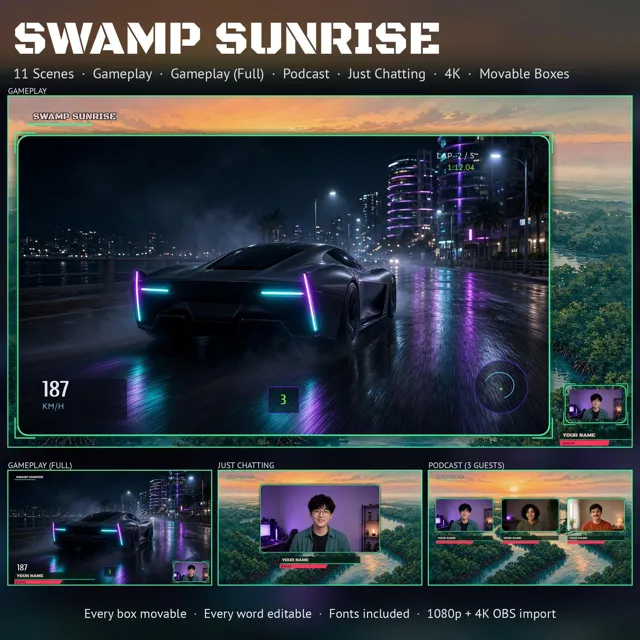 SWAMP SUNRISE
11 Scenes · Gameplay · Gameplay (Full) · Podcast · Just Chatting · 4K · Movable Boxes
GAMEPLAY
SWAMP SUNRISE
LAP 2 / 5
1:12.04
187
KM/H
3
YOUR NAME
GAMEPLAY (FULL)
JUST CHATTING
PODCAST (3 GUESTS)
SWAMP SUNRISE
187
YOUR NAME
YOUR NAME
YOUR NAME
YOUR NAME
YOUR NAME
Every box movable · Every word editable · Fonts included · 1080p + 4K OBS import